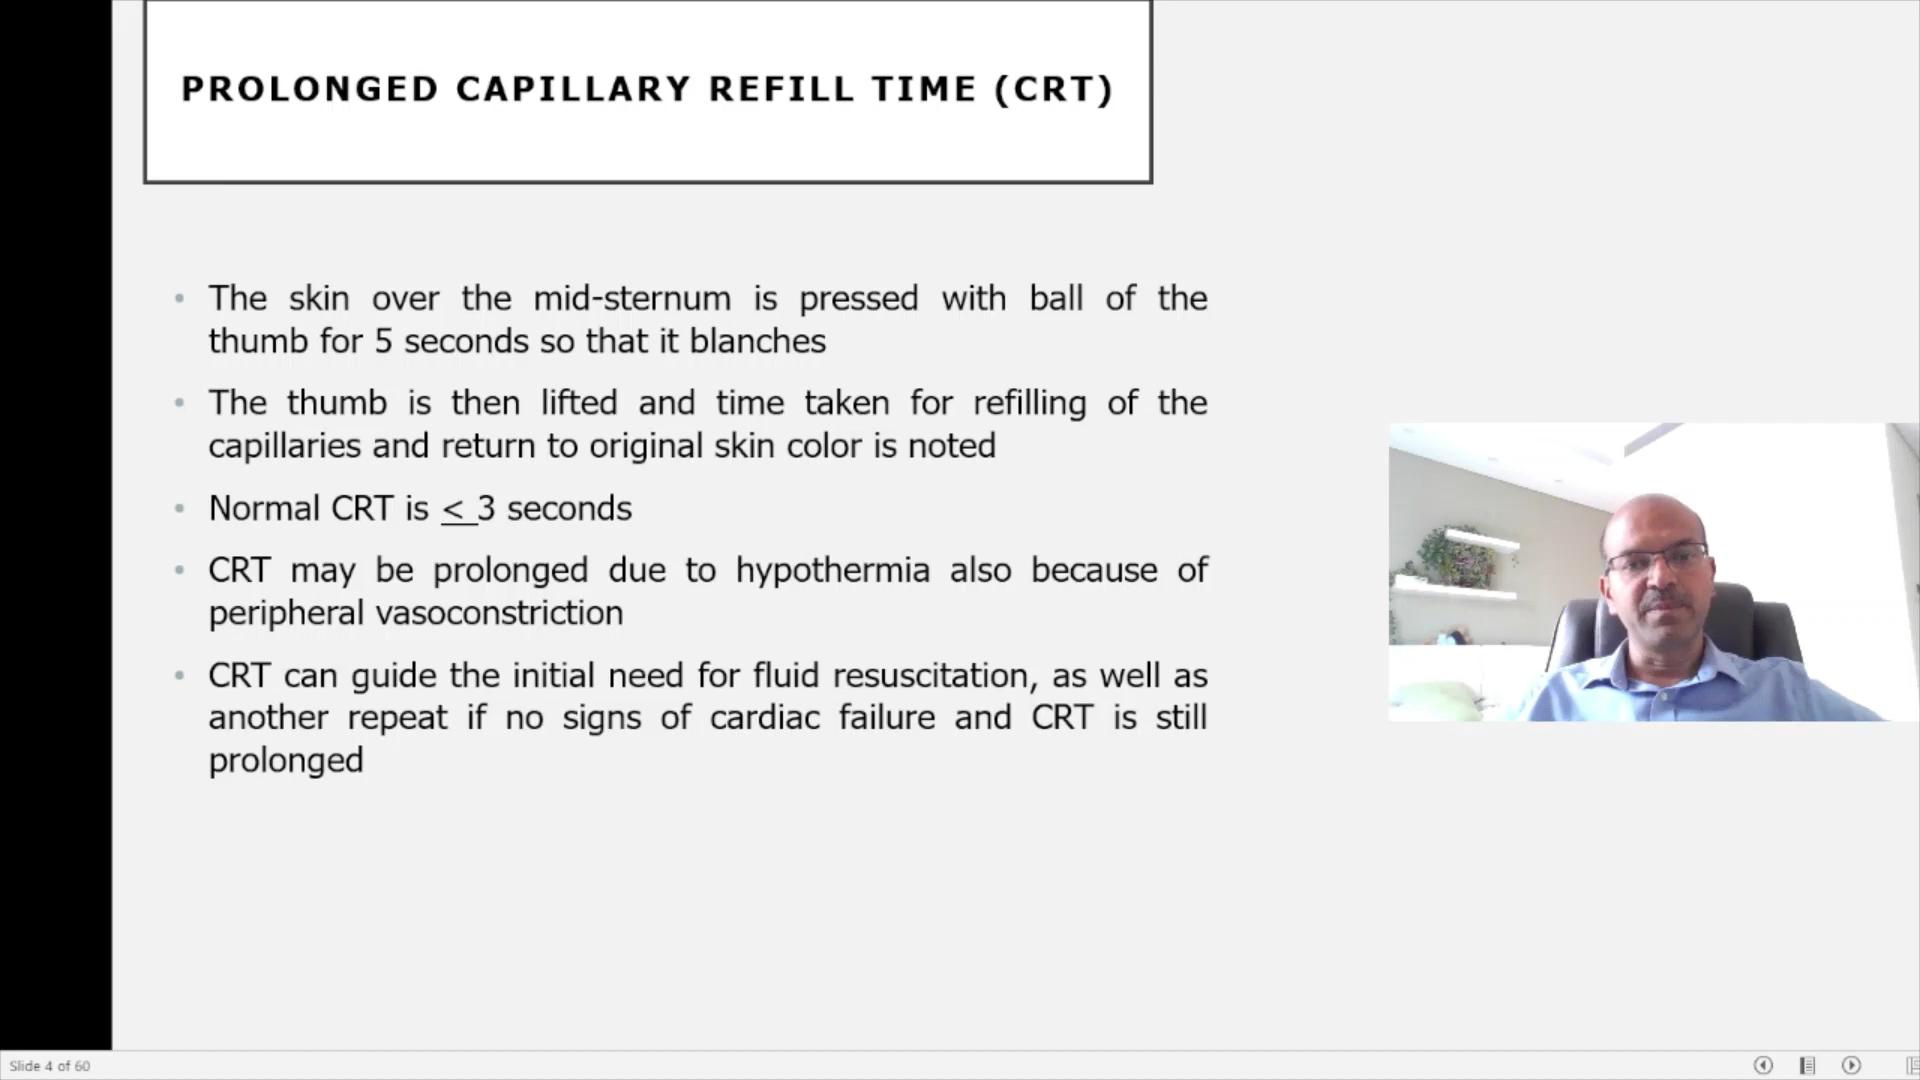 PROLONGED CAPILLARY REFILL TIME (CRT)
• The skin over the mid-sternum is pressed with ball of the
thumb for 5 seconds so that it blanches
• The thumb is then lifted and time taken for refilling of the
capillaries and return to original skin color is noted
• Normal CRT is < 3 seconds
• CRT may be prolonged due to hypothermia also because of
peripheral vasoconstriction
• CRT can guide the initial need for fluid resuscitation, as well as
another repeat if no signs of cardiac failure and CRT is still
prolonged
Slide 4 of 60